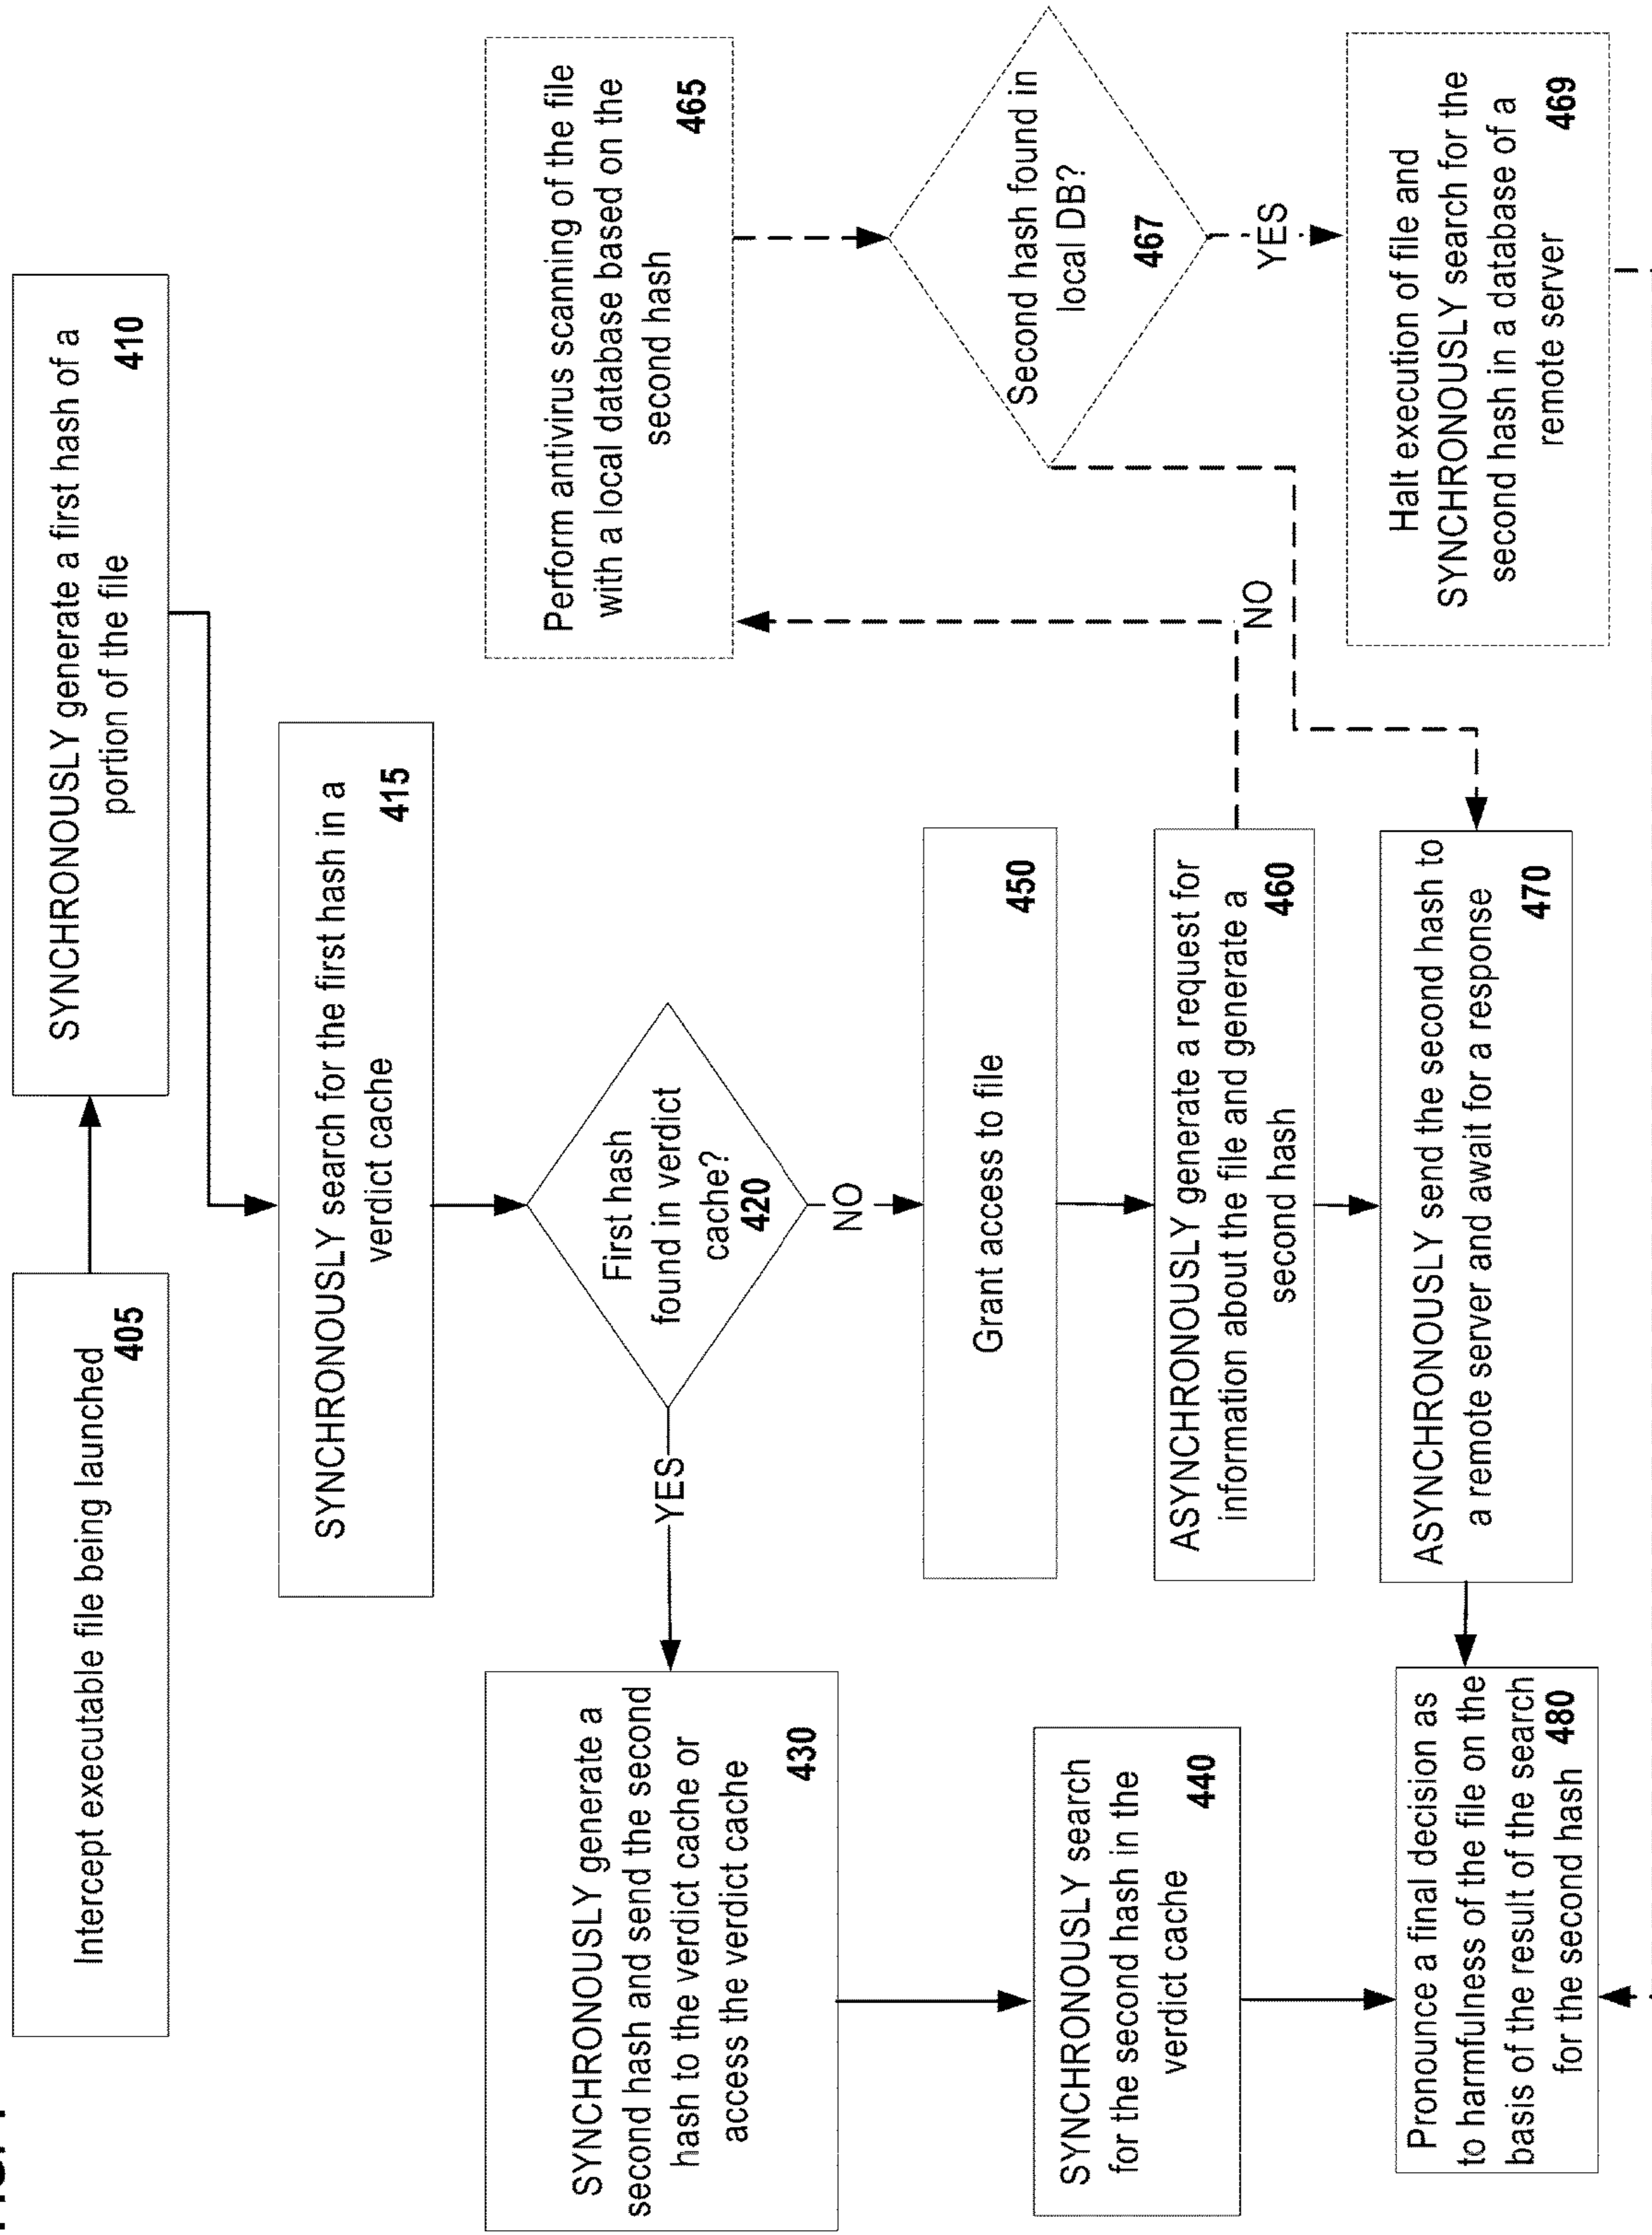 Intercept executable file being launched
405
SYNCHRONOUSLY generate a first hash of a
portion of the file
410
SYNCHRONOUSLY search for the first hash in a
verdict cache
415
First hash
found in verdict
cache?
420
YES
NO
SYNCHRONOUSLY generate a
second hash and send the second
hash to the verdict cache or
access the verdict cache
430
SYNCHRONOUSLY search
for the second hash in the
verdict cache
440
Grant access to file
450
ASYNCHRONOUSLY generate a request for
information about the file and generate a
second hash
460
NO
Perform antivirus scanning of the file
with a local database based on the
second hash
465
Second hash found in
local DB?
467
YES
Halt execution of file and
SYNCHRONOUSLY search for the
second hash in a database of a
remote server
469
ASYNCHRONOUSLY send the second hash to
a remote server and await for a response
470
Pronounce a final decision as
to harmfulness of the file on the
basis of the result of the search
for the second hash
480